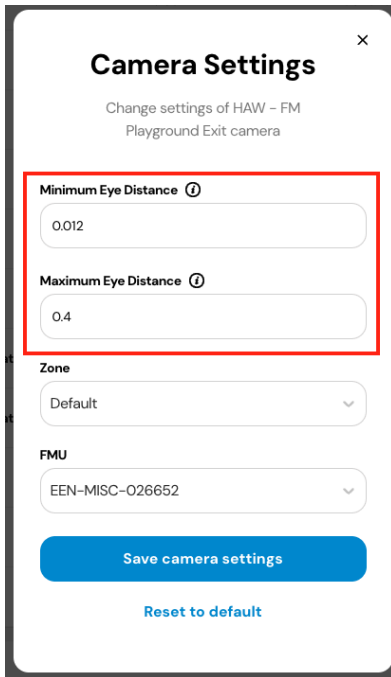 Camera Settings
Change settings of HAW - FM
Playground Exit camera
Minimum Eye Distance i
0.012
Maximum Eye Distance i
0.4
Zone
Default
FMU
EEN-MISC-026652
Save camera settings
Reset to default